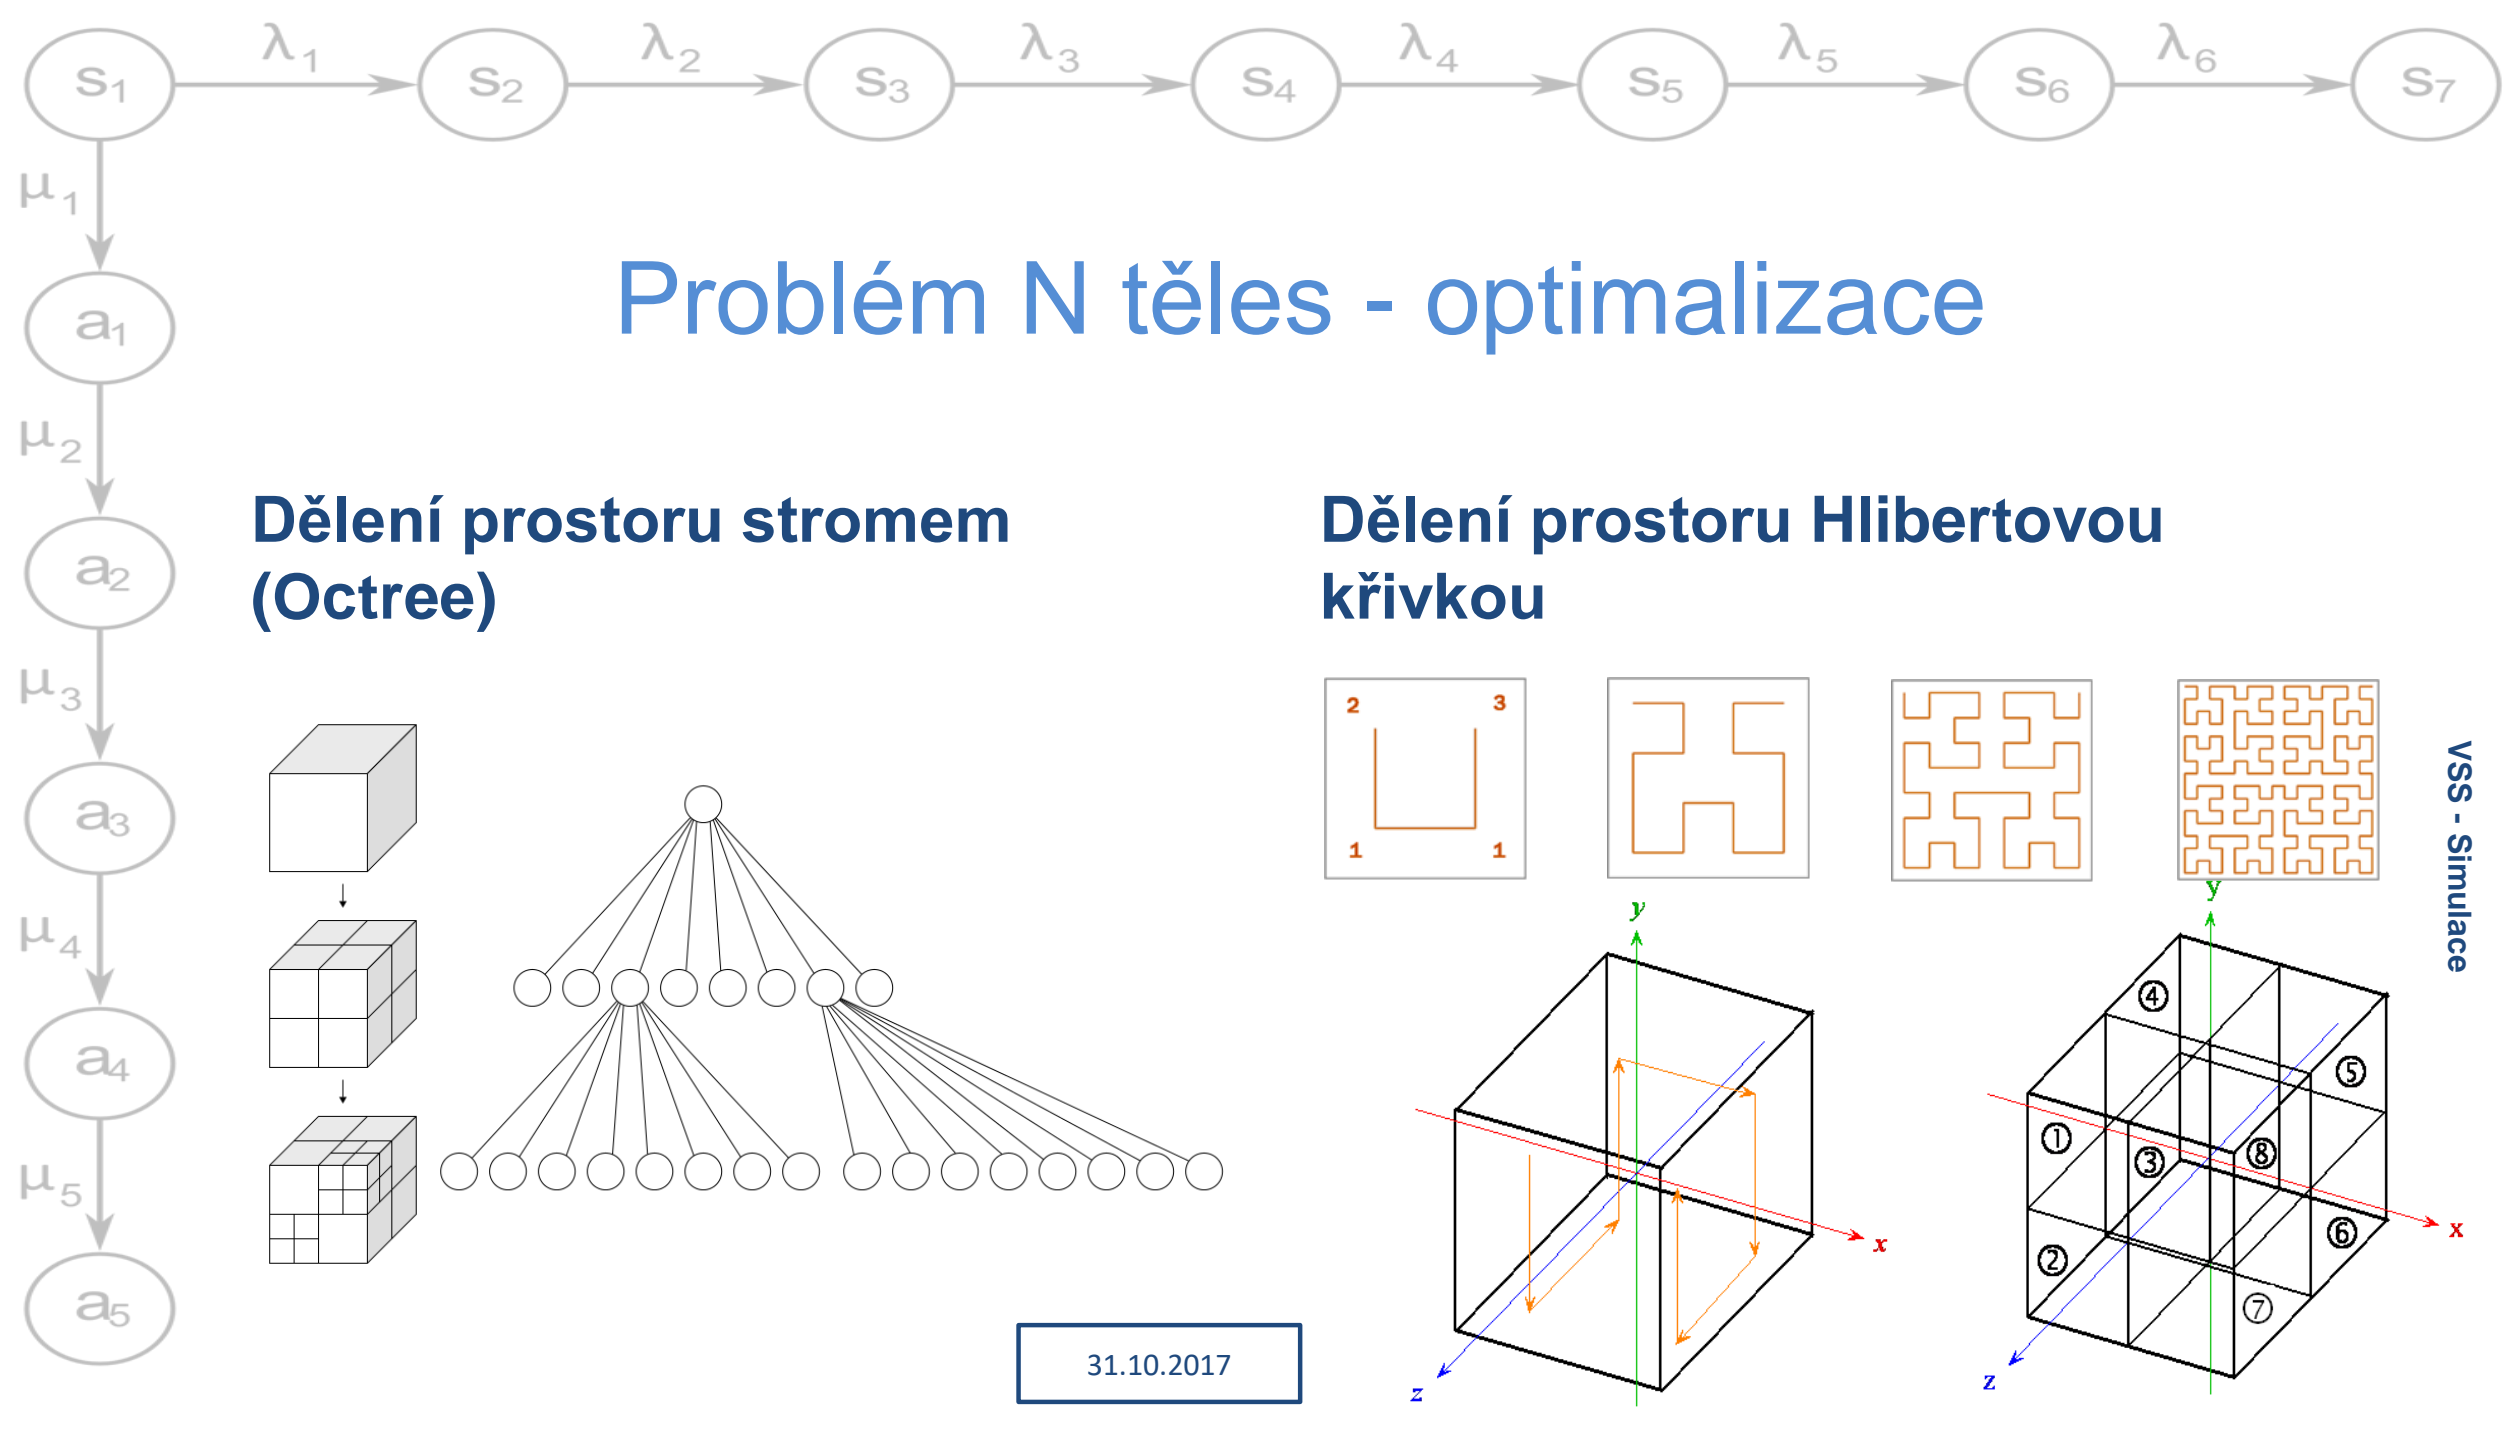 λ1 λ2 λ3 λ4 λ5 λ6
s1 s2 s3 s4 s5 s6 s7
μ1
a1
μ2
a2
μ3
a3
μ4
a4
μ5
a5
Problém N těles - optimalizace
Dělení prostoru stromem
(Octree)
Dělení prostoru Hlibertovou
křivkou
2 3
1 1
y
x
z
y
④
⑤
①
③
⑧
②
⑥
⑦
x
z
VSS - Simulace
31.10.2017